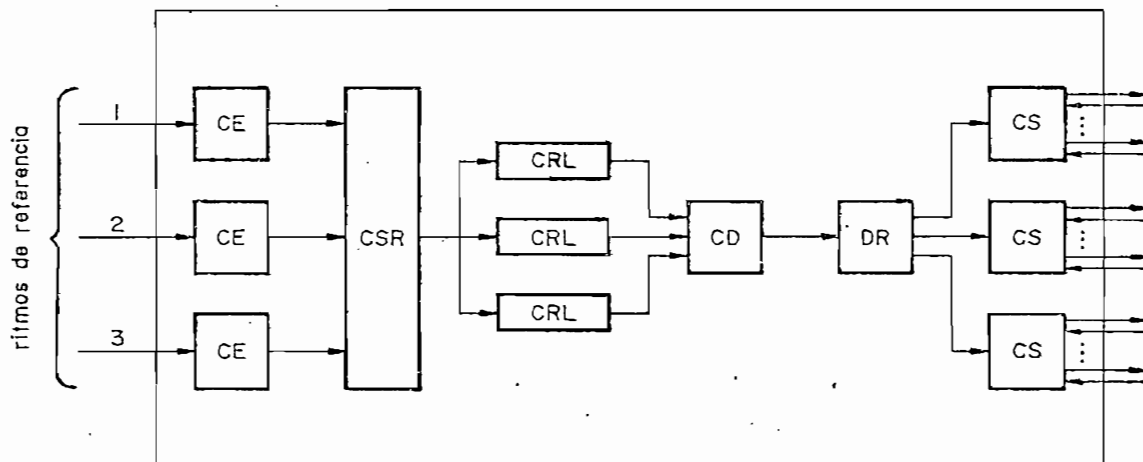 ritmos de referencia
1
2
3
CE
CE
CE
CSR
CRL
CRL
CRL
CD
DR
CS
CS
CS